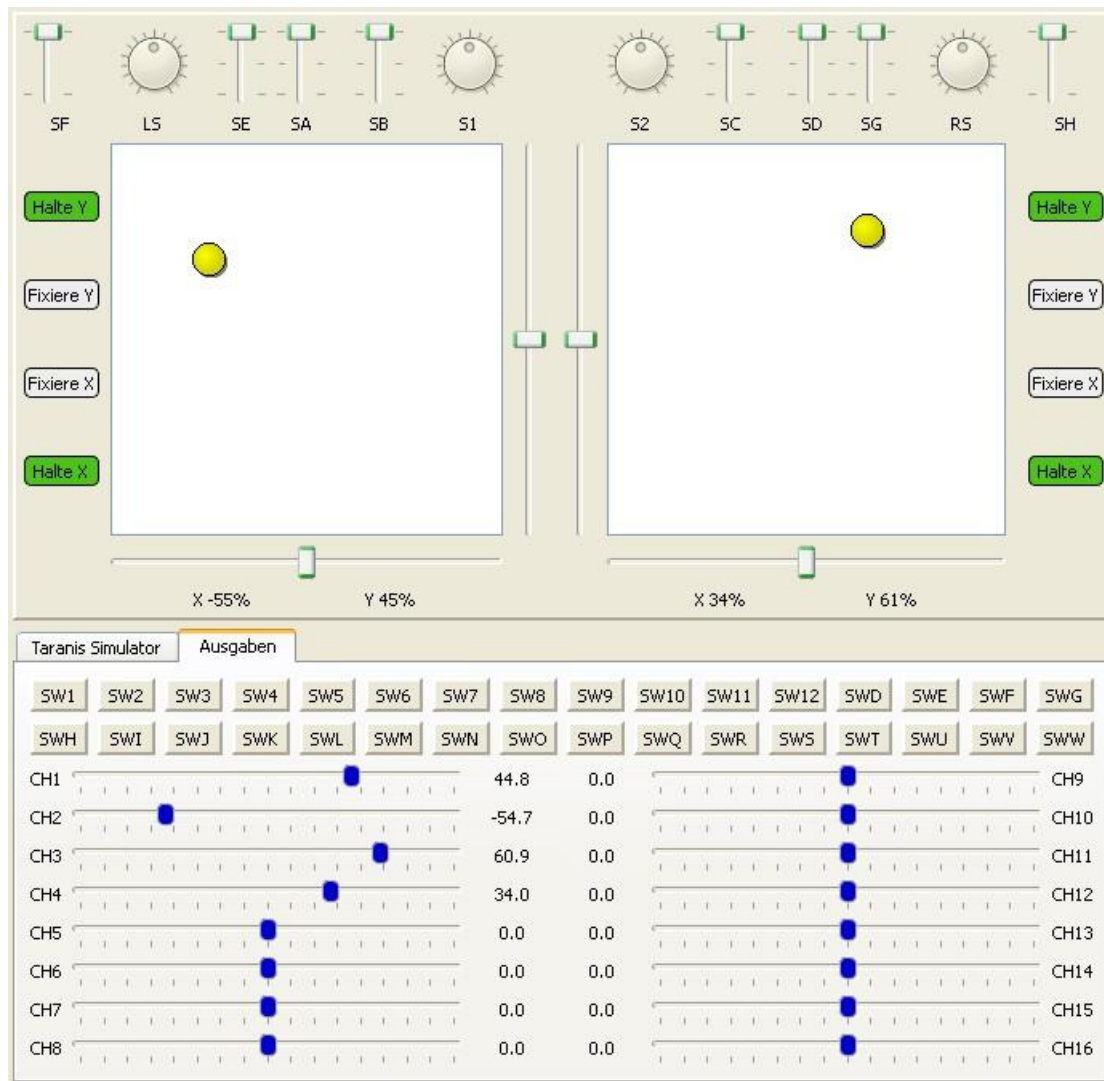 SF LS SE SA SB S1 S2 SC SD SG RS SH
Halte Y Halte Y
Fixiere Y Fixiere Y
Fixiere X Fixiere X
Halte X Halte X
X -55% Y 45% X 34% Y 61%
Taranis Simulator Ausgaben
SW1 SW2 SW3 SW4 SW5 SW6 SW7 SW8 SW9 SW10 SW11 SW12 SWD SWE SWF SWG
SWH SWI SWJ SWK SWL SWM SWN SWO SWP SWQ SWR SWS SWT SWU SWV SWW
CH1 44.8 0.0 CH9
CH2 -54.7 0.0 CH10
CH3 60.9 0.0 CH11
CH4 34.0 0.0 CH12
CH5 0.0 0.0 CH13
CH6 0.0 0.0 CH14
CH7 0.0 0.0 CH15
CH8 0.0 0.0 CH16